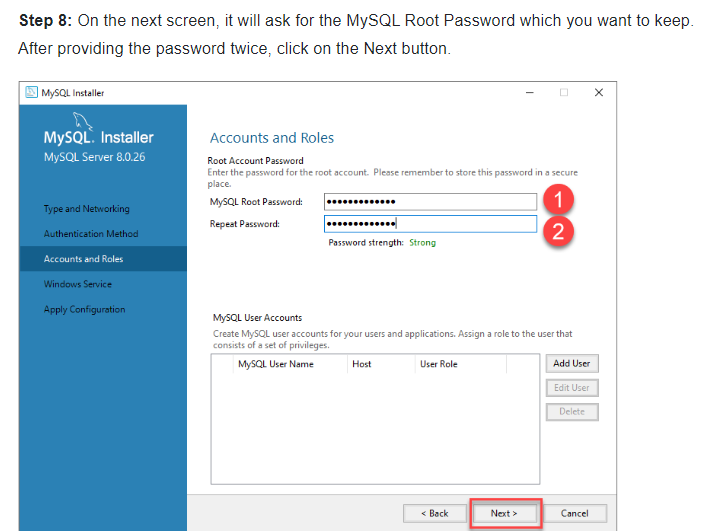 Step 8: On the next screen, it will ask for the MySQL Root Password which you want to keep.
After providing the password twice, click on the Next button.
MySQL Installer
MySQL. Installer
MySQL Server 8.0.26
Type and Networking
Authentication Method
Accounts and Roles
Windows Service
Apply Configuration
Accounts and Roles
Root Account Password
Enter the password for the root account. Please remember to store this password in a secure
place.
MySQL Root Password: ●●●●●●●●●●●●● 1
Repeat Password: ●●●●●●●●●●●●● 2
Password strength: Strong
MySQL User Accounts
Create MySQL user accounts for your users and applications. Assign a role to the user that
consists of a set of privileges.
MySQL User Name Host User Role
Add User
Edit User
Delete
< Back Next > Cancel